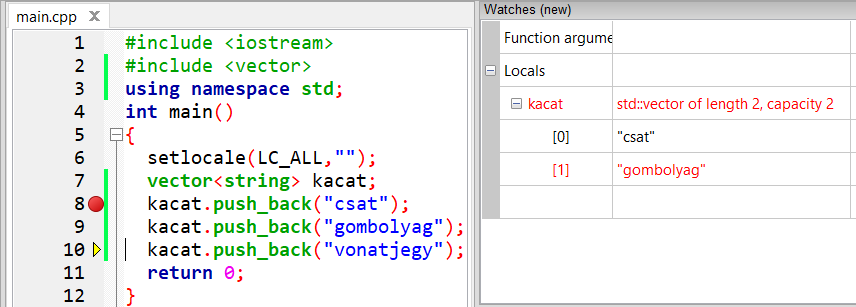 main.cpp X
1 #include <iostream>
2 #include <vector>
3 using namespace std;
4 int main()
5 {
6 setlocale(LC_ALL,"");
7 vector<string> kacat;
8 kacat.push_back("csat");
9 kacat.push_back("gombolyag");
10 kacat.push_back("vonatjegy");
11 return 0;
12 }
Watches (new)
Function argume
Locals
kacat std::vector of length 2, capacity 2
[0] "csat"
[1] "gombolyag"